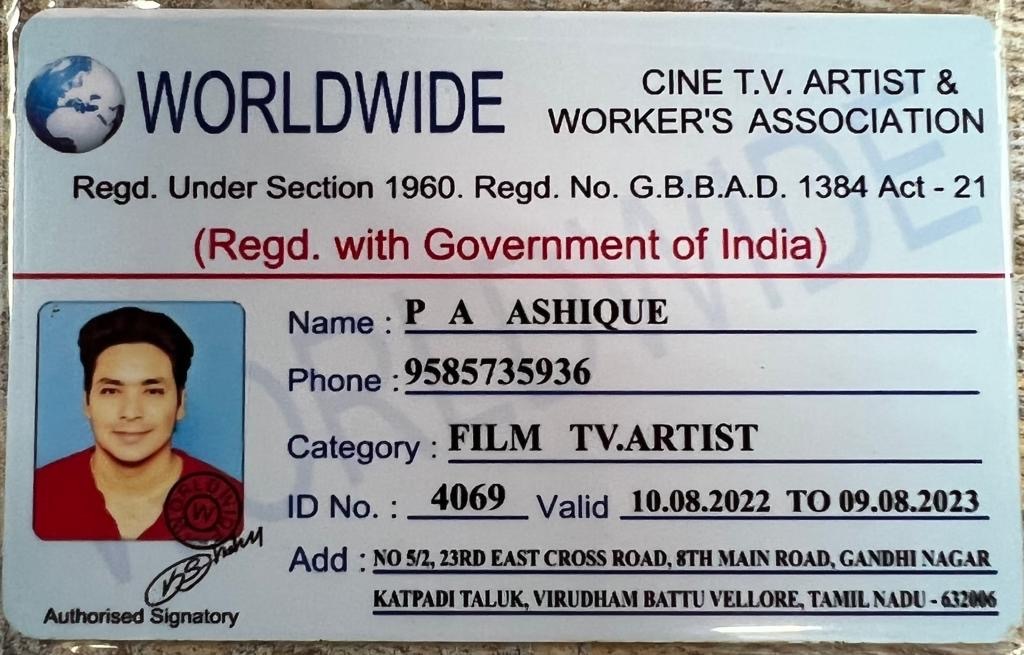 WORLDWIDE
CINE T.V. ARTIST &
WORKER'S ASSOCIATION
Regd. Under Section 1960. Regd. No. G.B.B.A.D. 1384 Act - 21
(Regd. with Government of India)
Name : P A ASHIQUE
Phone : 9585735936
Category : FILM TV.ARTIST
ID No. : 4069 Valid 10.08.2022 TO 09.08.2023
Add : NO 5/2, 23RD EAST CROSS ROAD, 8TH MAIN ROAD, GANDHI NAGAR
KATPADI TALUK, VIRUDHAM BATTU VELLORE, TAMIL NADU - 632006
WORLDWIDE
W
Authorised Signatory
WORLDWIDE